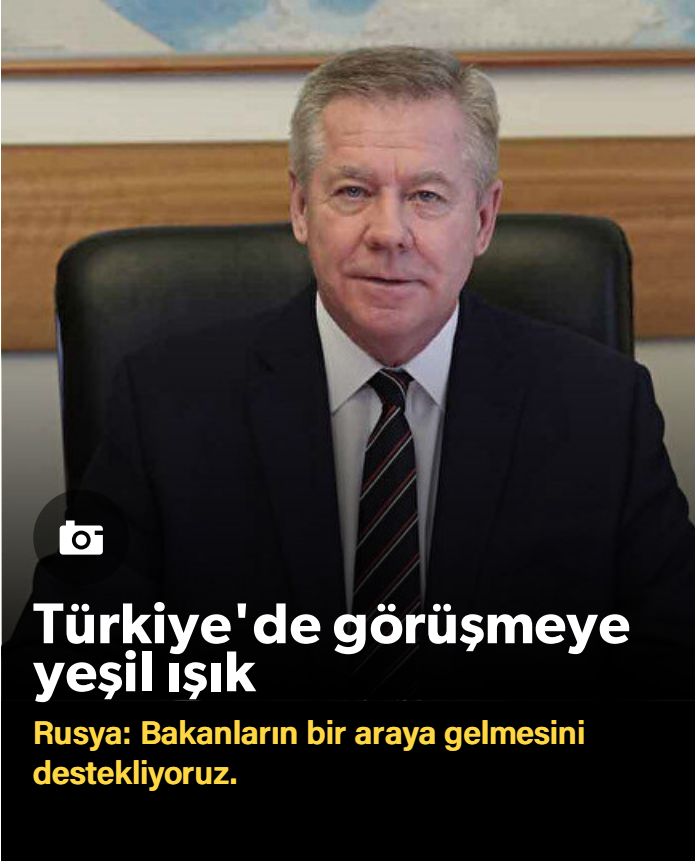 Türkiye'de görüşmeye
yeşil ışık
Rusya: Bakanların bir araya gelmesini
destekliyoruz.